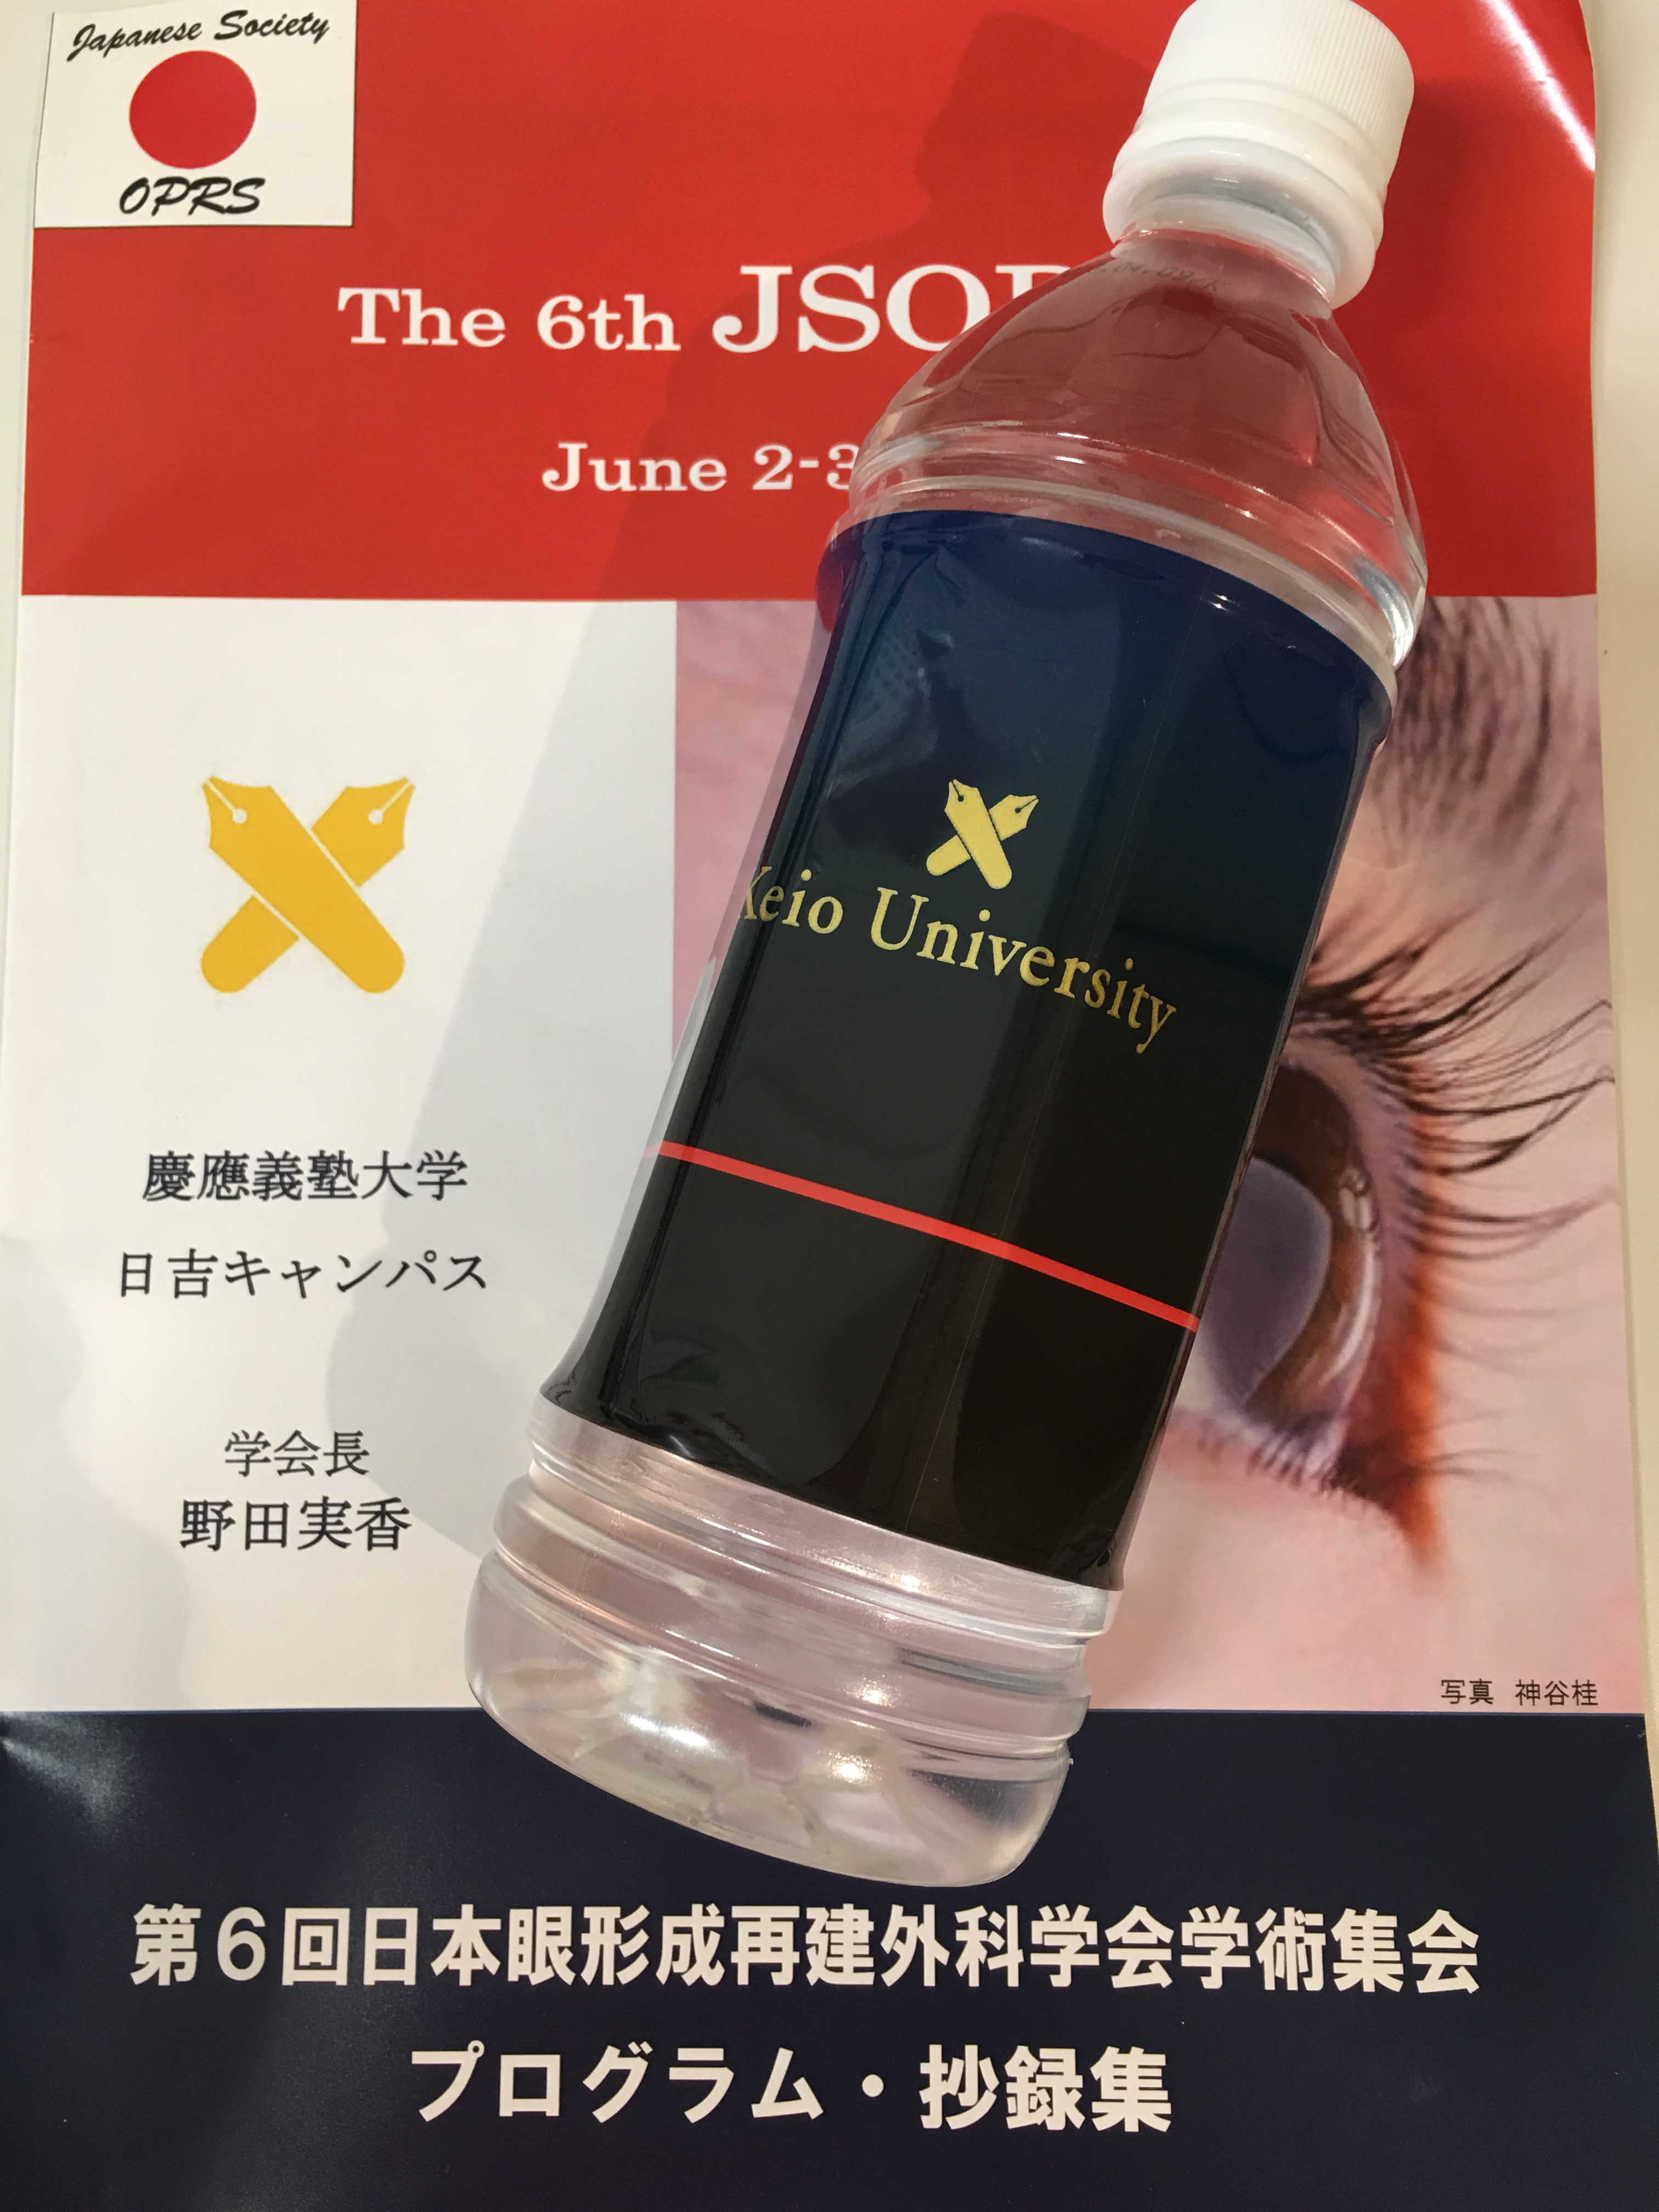 Japanese Society
OPRS
The 6th
June 2-3
Keio University
慶應義塾大学
日吉キャンパス
学会長
野田実香
写真 神谷桂
第6回日本眼形成再建外科学会学術集会
プログラム・抄録集